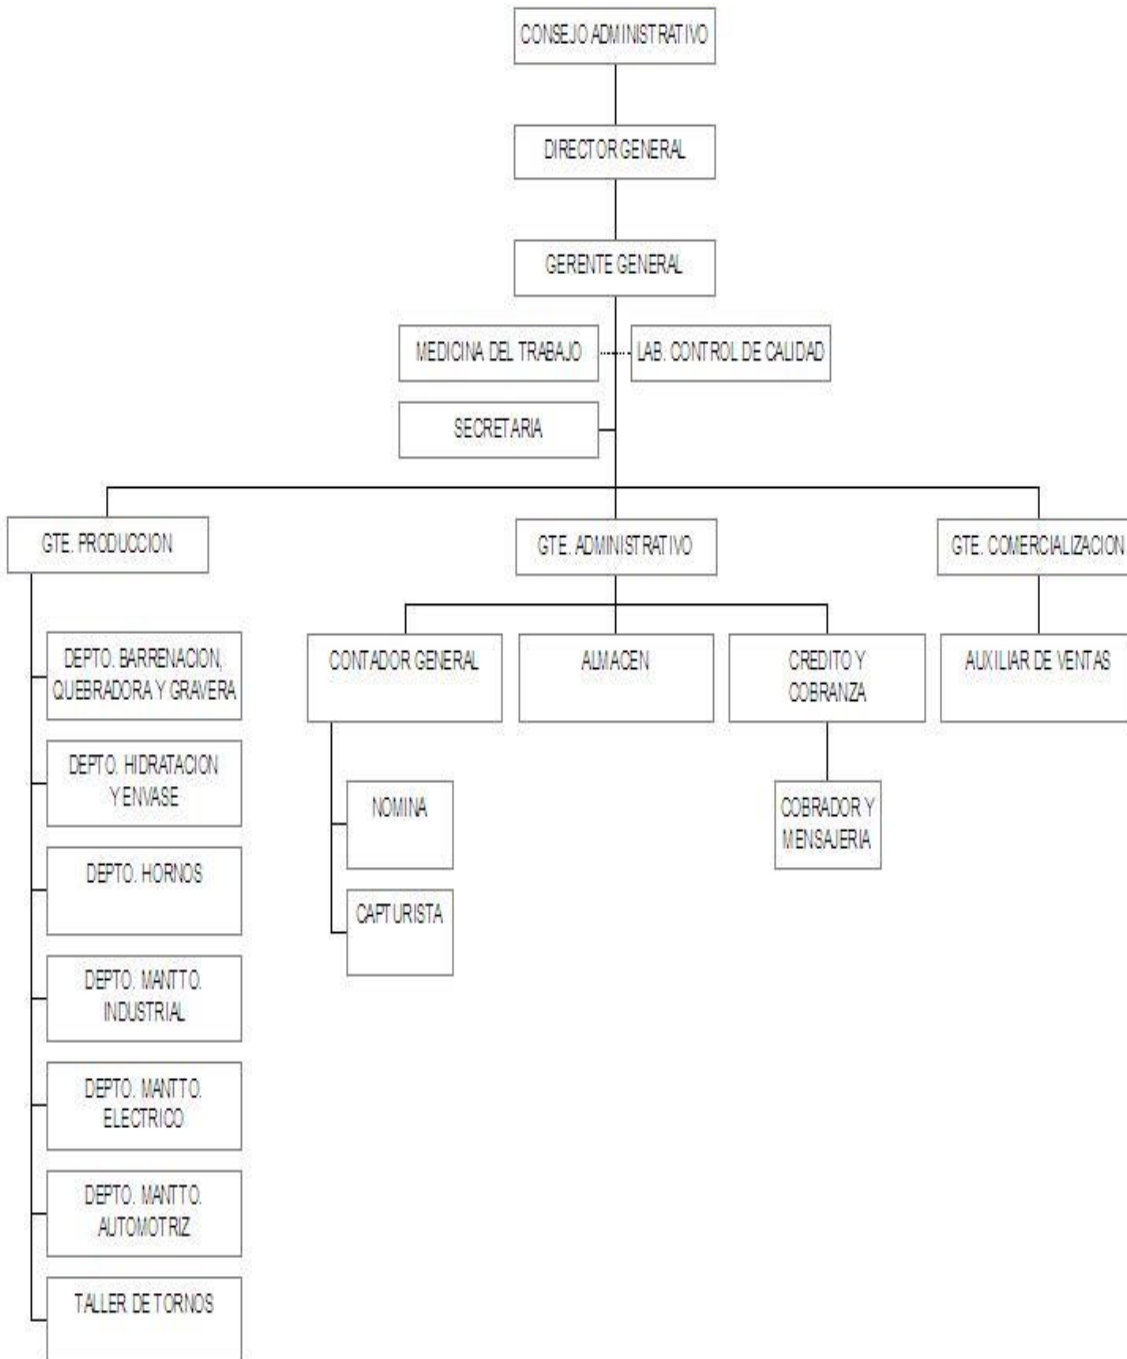 CONSEJO ADMINISTRATIVO
DIRECTOR GENERAL
GERENTE GENERAL
MEDICINA DEL TRABAJO
LAB. CONTROL DE CALIDAD
SECRETARIA
GTE. PRODUCCION
GTE. ADMINISTRATIVO
GTE. COMERCIALIZACION
DEPTO. BARRENACION,
QUEBRADORA Y GRAVERA
DEPTO. HIDRATACION
Y ENVASE
DEPTO. HORNOS
DEPTO. MANTTO.
INDUSTRIAL
DEPTO. MANTTO.
ELECTRICO
DEPTO. MANTTO.
AUTOMOTRIZ
TALLER DE TORNOS
CONTADOR GENERAL
NOMINA
CAPTURISTA
ALMACEN
CREDITO Y
COBRANZA
COBRADOR Y
MENSAJERIA
AUXILIAR DE VENTAS